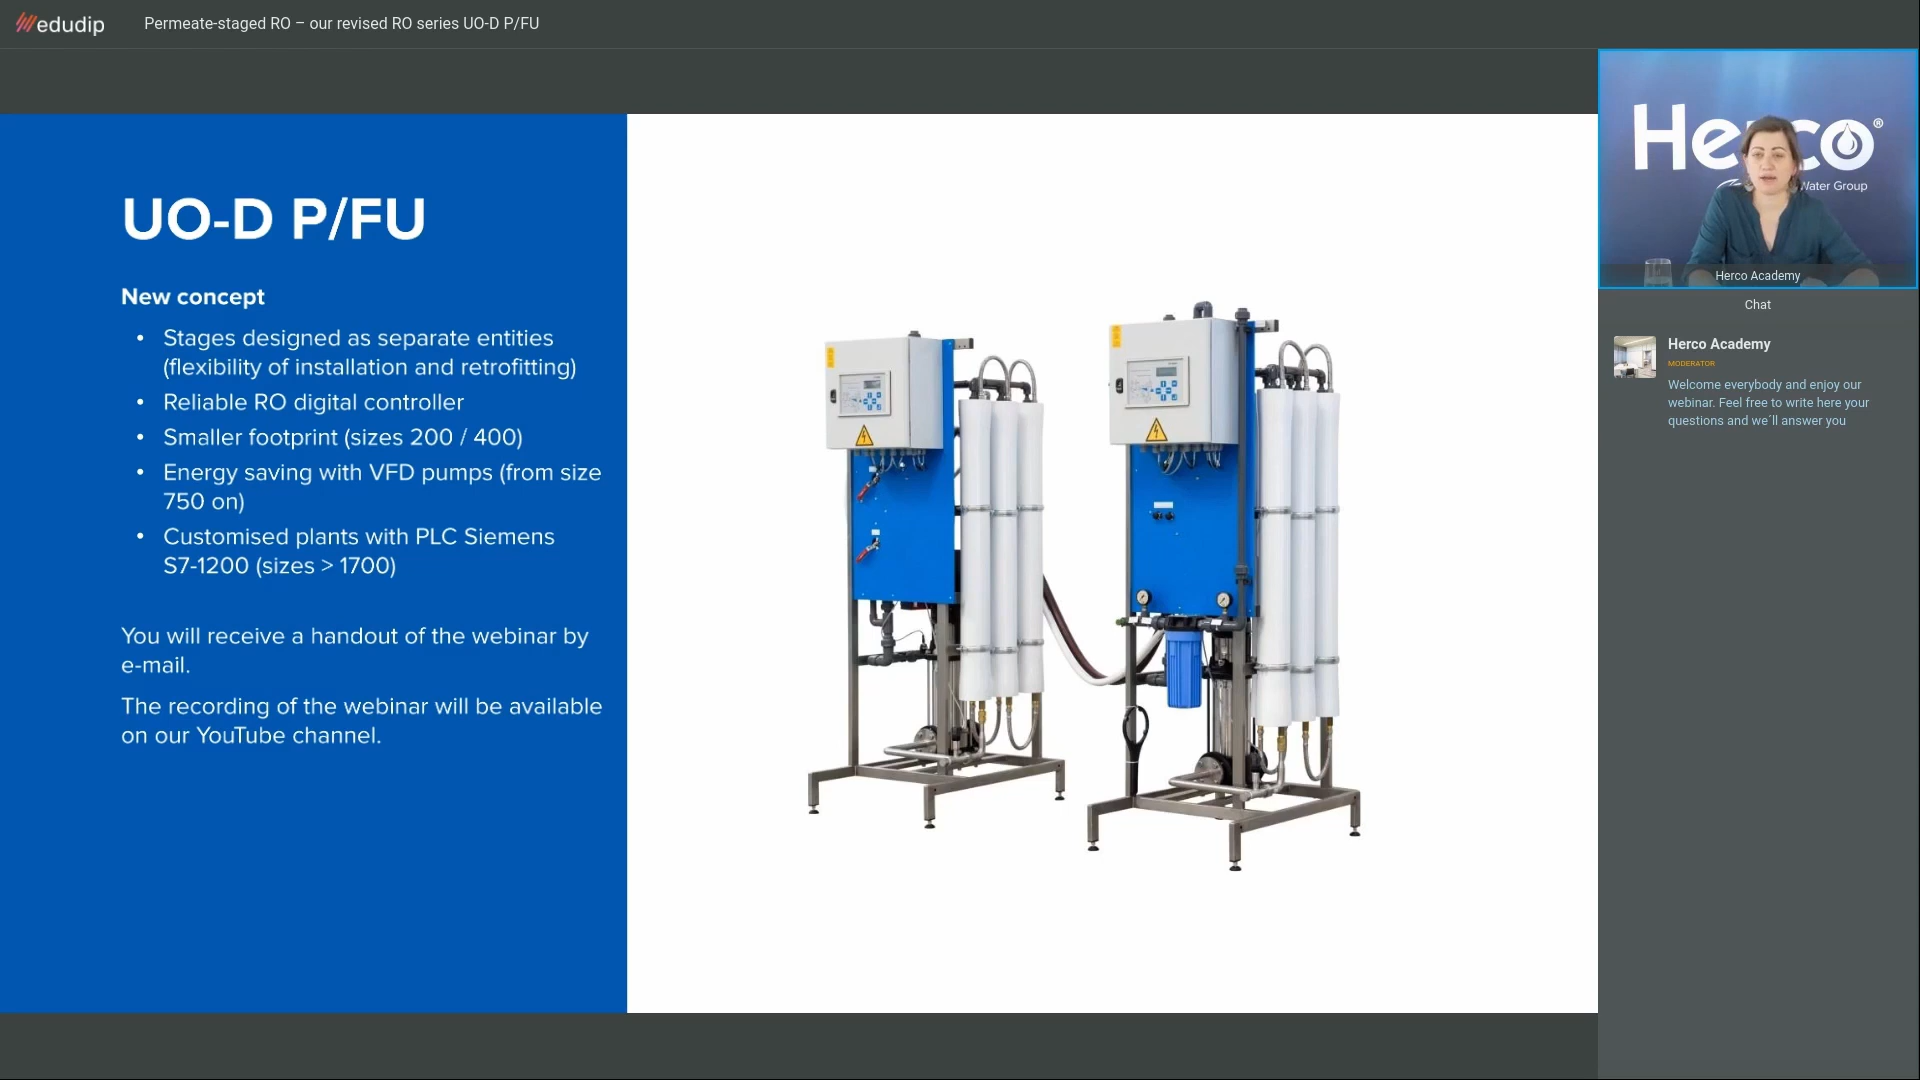 edudip
Permeate-staged RO – our revised RO series UO-D P/FU
UO-D P/FU
New concept
• Stages designed as separate entities
(flexibility of installation and retrofitting)
• Reliable RO digital controller
• Smaller footprint (sizes 200 / 400)
• Energy saving with VFD pumps (from size
750 on)
• Customised plants with PLC Siemens
S7-1200 (sizes > 1700)
You will receive a handout of the webinar by
e-mail.
The recording of the webinar will be available
on our YouTube channel.
Water Group
Herco Academy
Chat
Herco Academy
MODERATOR
Welcome everybody and enjoy our
webinar. Feel free to write here your
questions and we´ll answer you